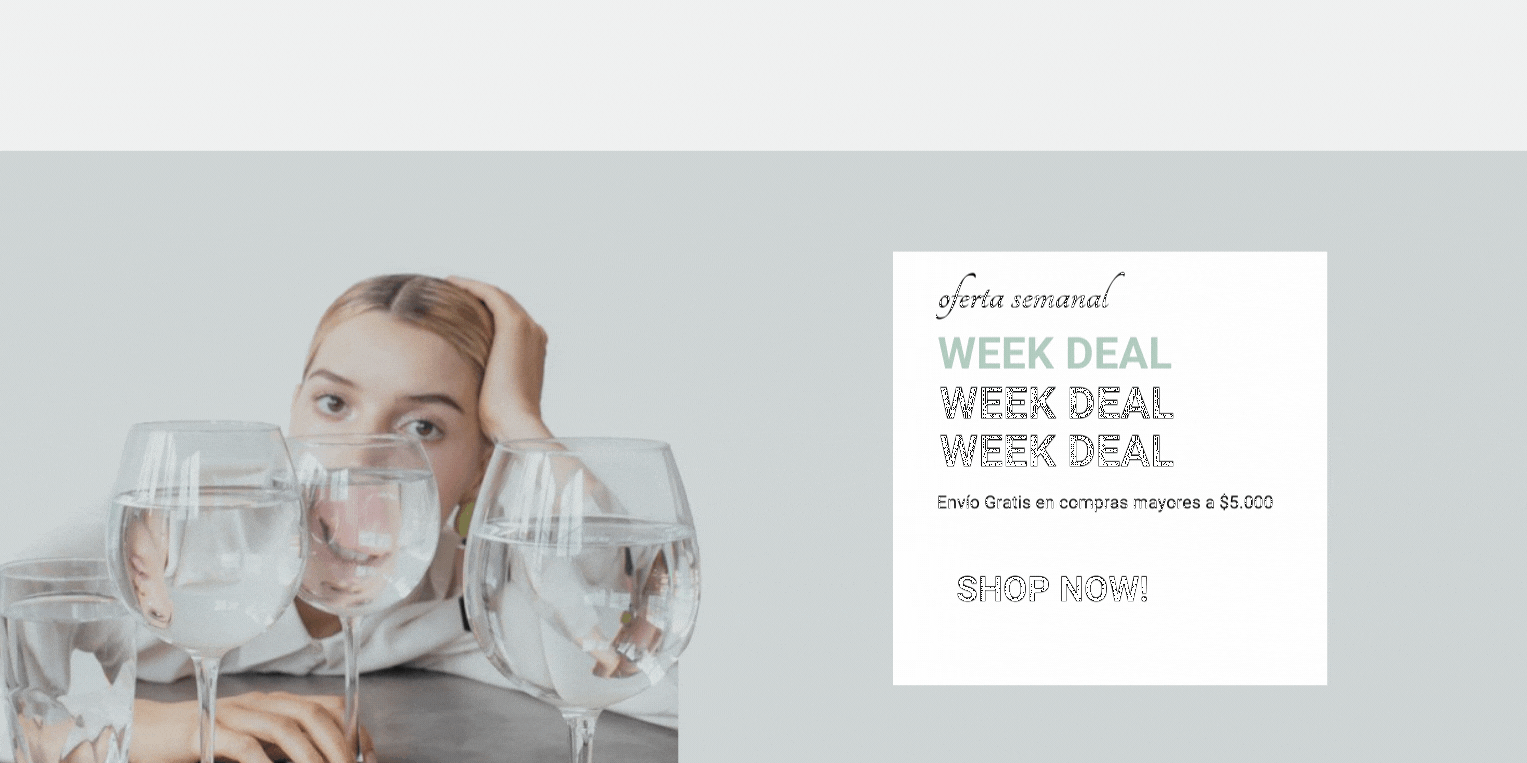 oferta semanal
WEEK DEAL
WEEK DEAL
WEEK DEAL
Envío Gratis en compras mayores a $5.000
SHOP NOW!